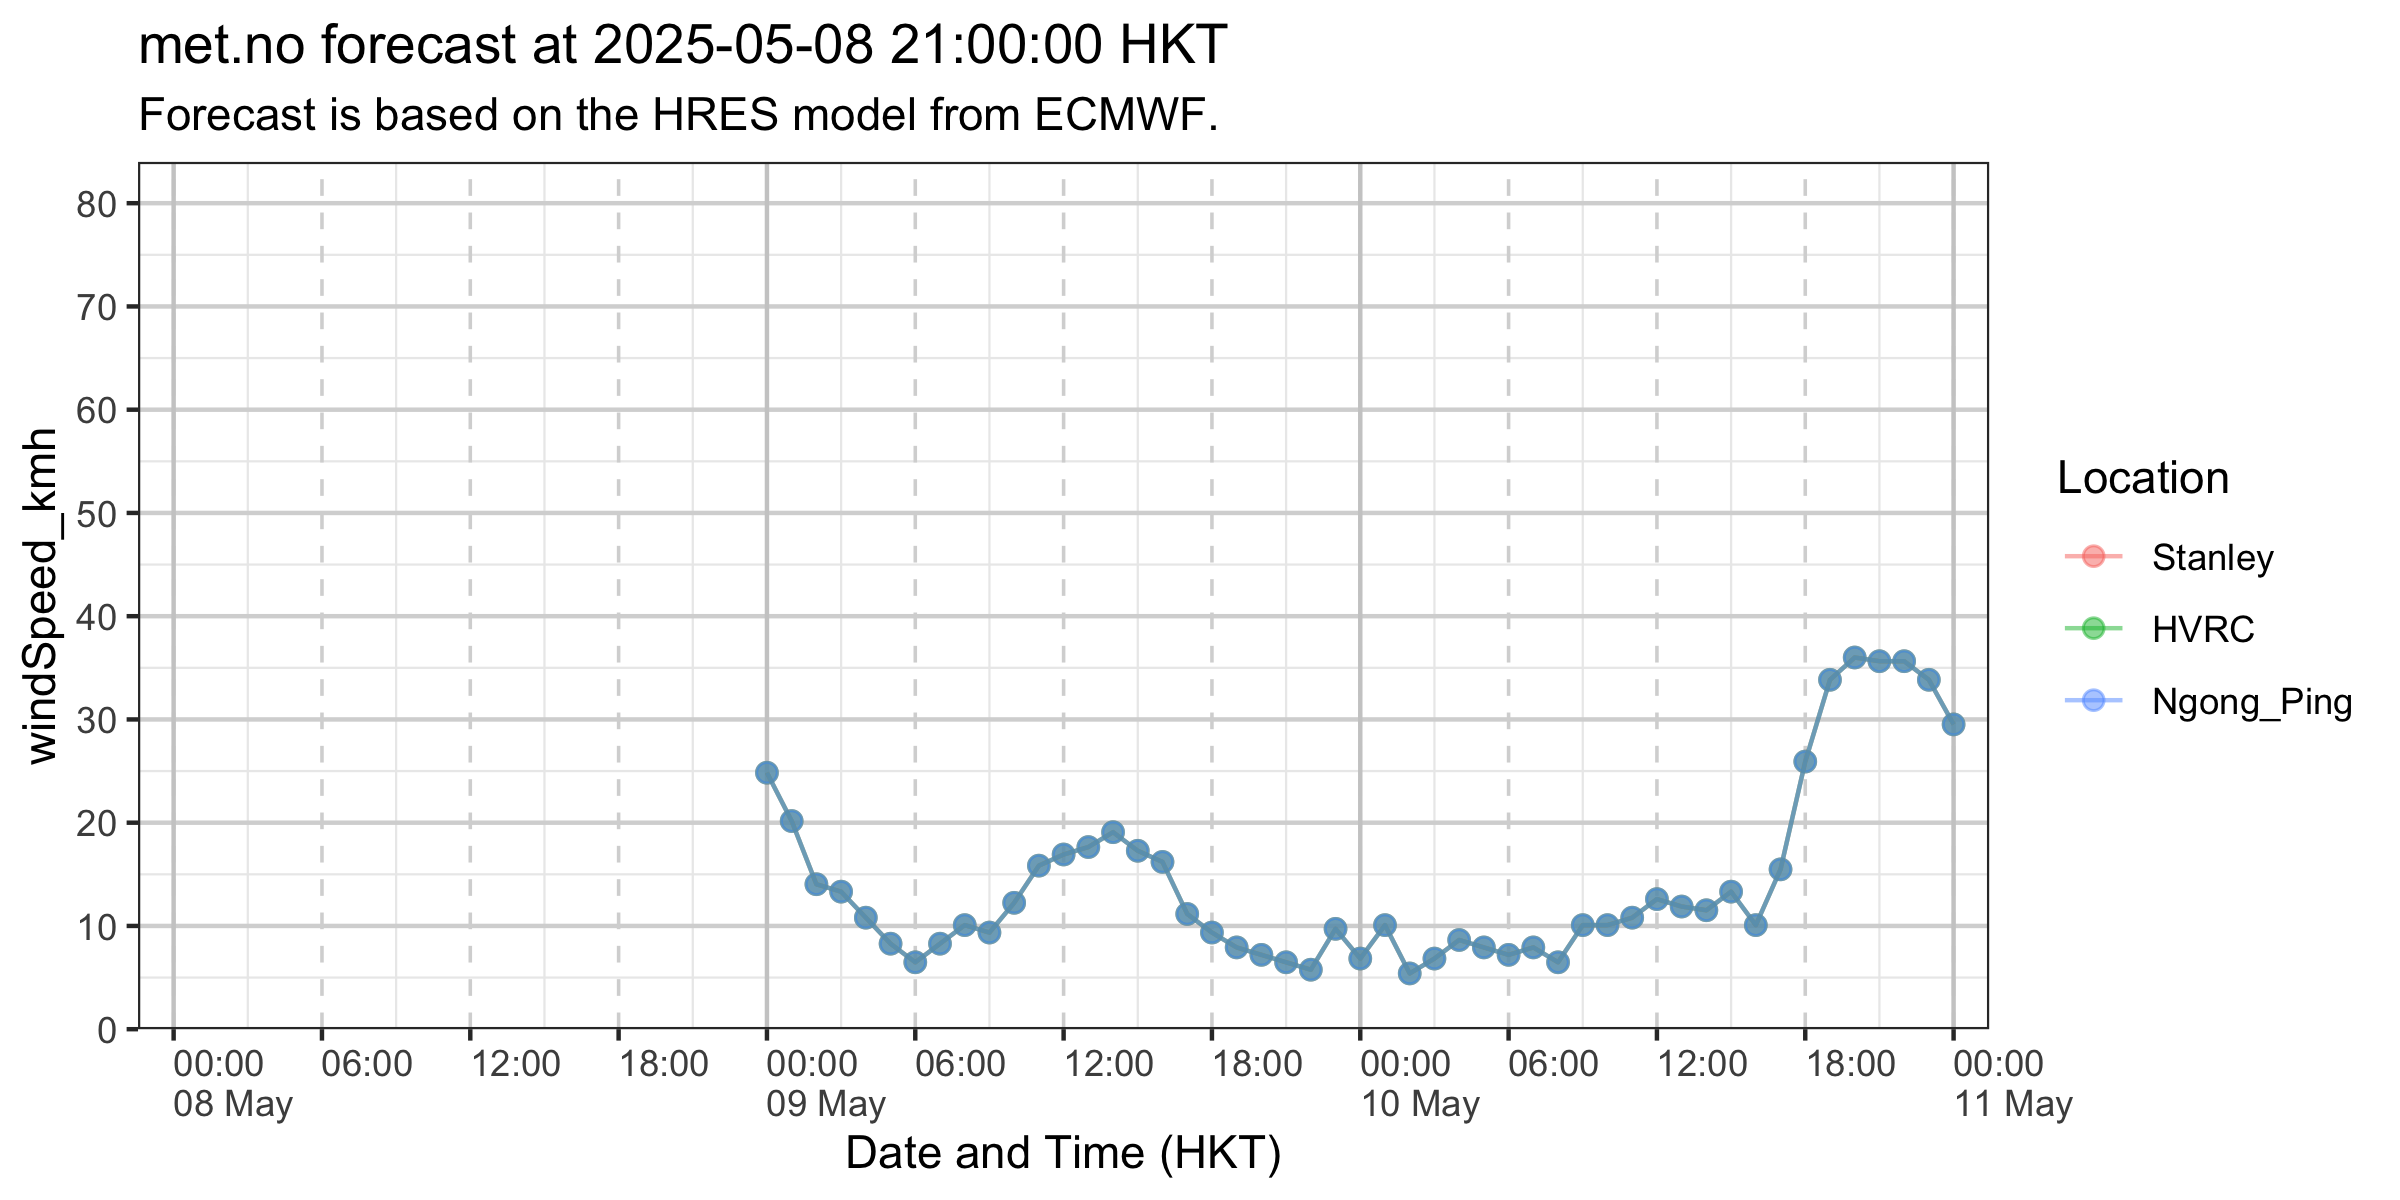 met.no forecast at 2025-05-08 21:00:00 HKT
Forecast is based on the HRES model from ECMWF.
windSpeed_kmh
80
70
60
50
40
30
20
10
0
00:00 06:00 12:00 18:00 00:00 06:00 12:00 18:00 00:00 06:00 12:00 18:00 00:00
08 May 09 May 10 May 11 May
Date and Time (HKT)
Location
Stanley
HVRC
Ngong_Ping